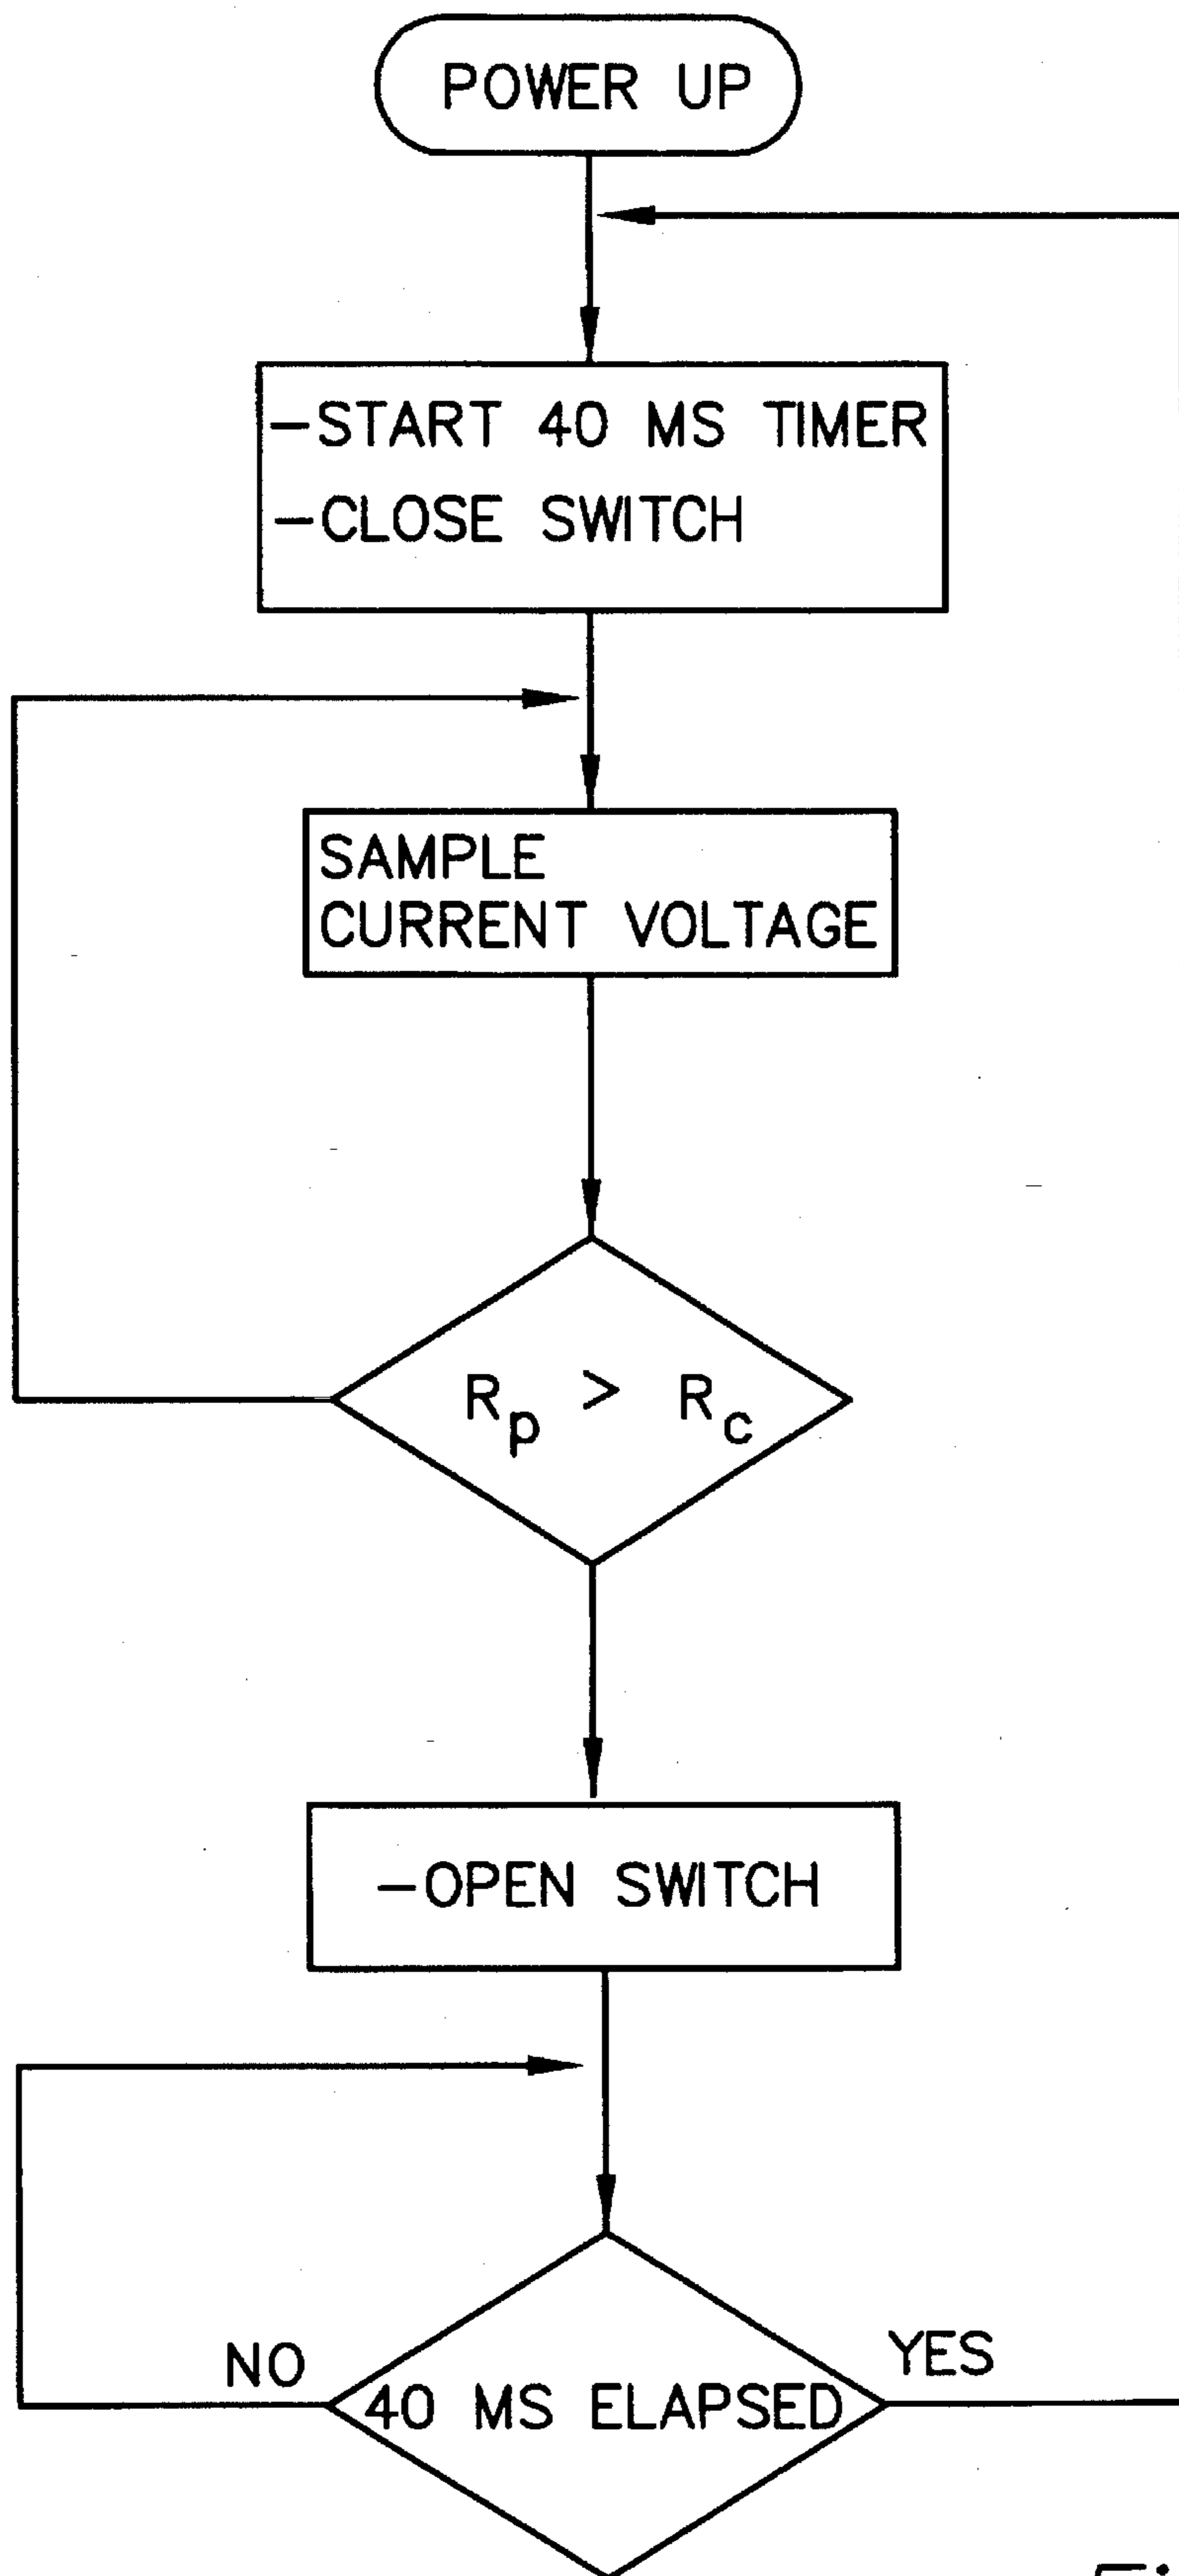 POWER UP
-START 40 MS TIMER
-CLOSE SWITCH
SAMPLE
CURRENT VOLTAGE
Rp > Rc
-OPEN SWITCH
NO
YES
40 MS ELAPSED